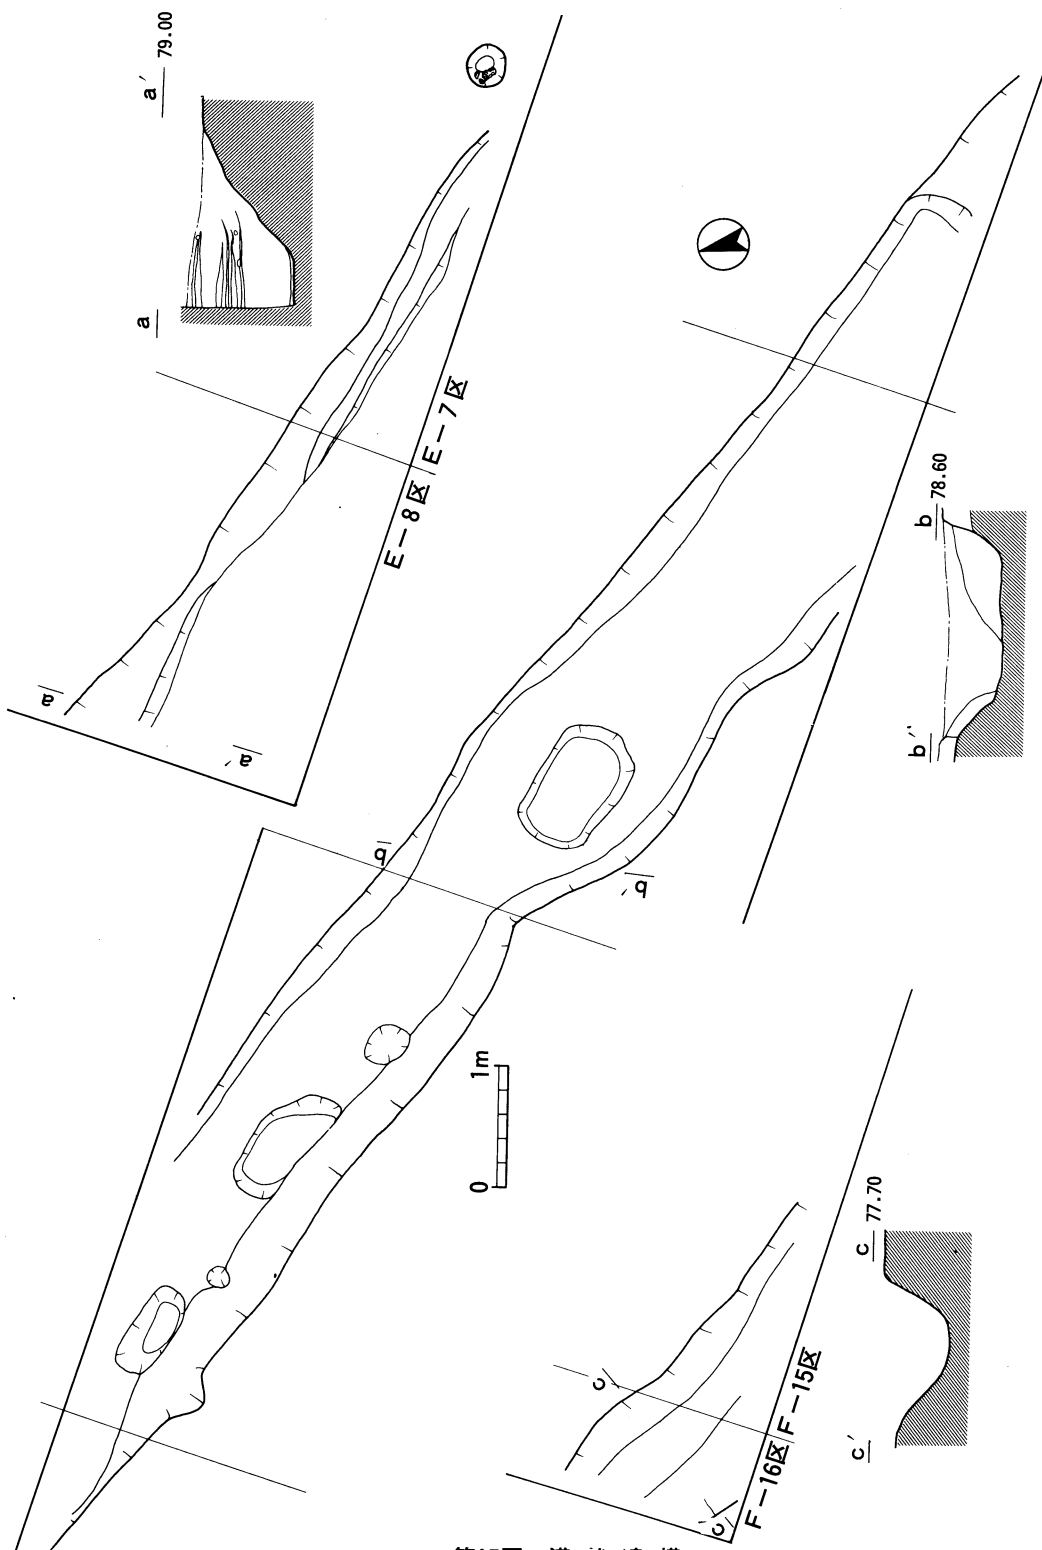 a′ 79.00
a
E—7区
E—8区
a
a′
b 78.60
b′
b
b′
1m
0
c 77.70
c′
F—15区
F—16区
c
c′